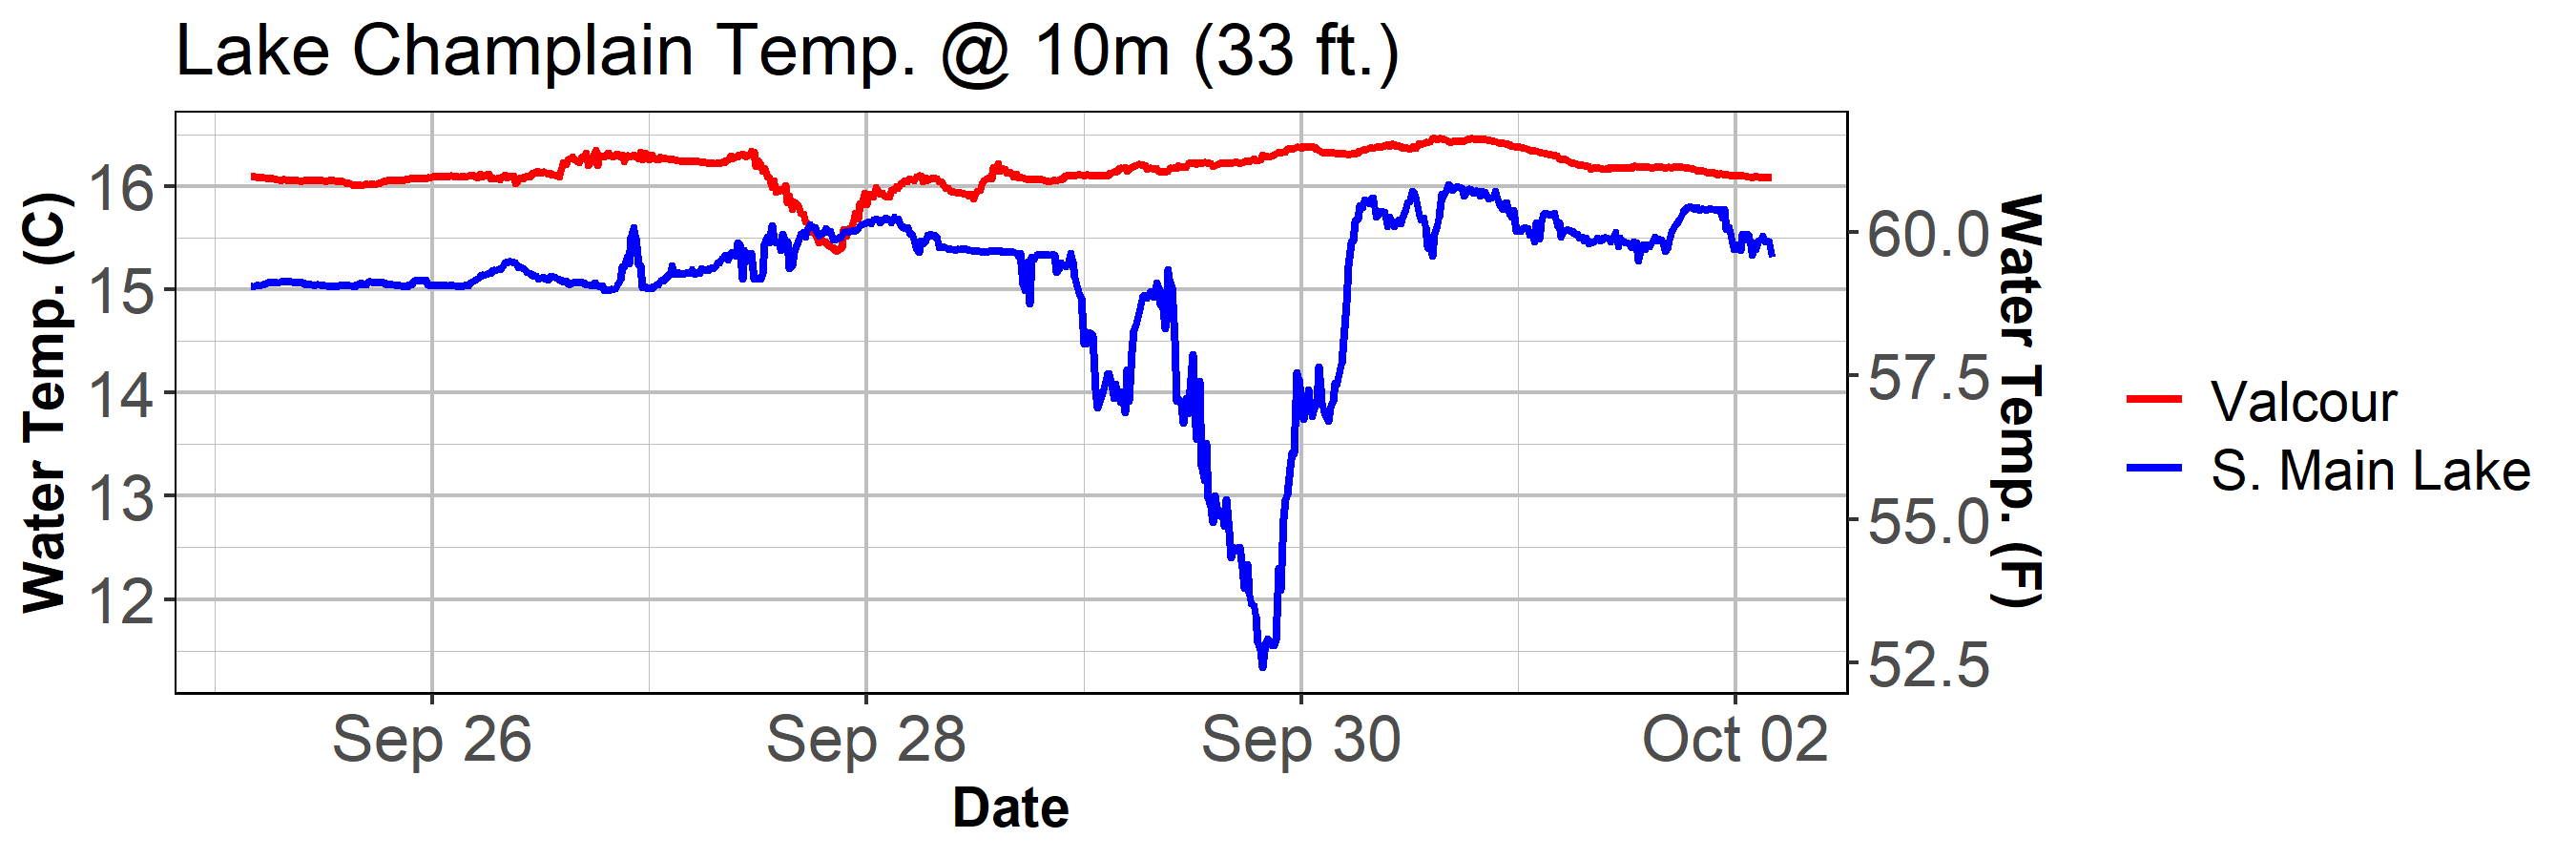 Lake Champlain Temp. @ 10m (33 ft.)
Water Temp. (C)
16
15
14
13
12
60.0
57.5
55.0
52.5
Water Temp. (F)
Sep 26
Sep 28
Sep 30
Oct 02
Date
Valcour
S. Main Lake